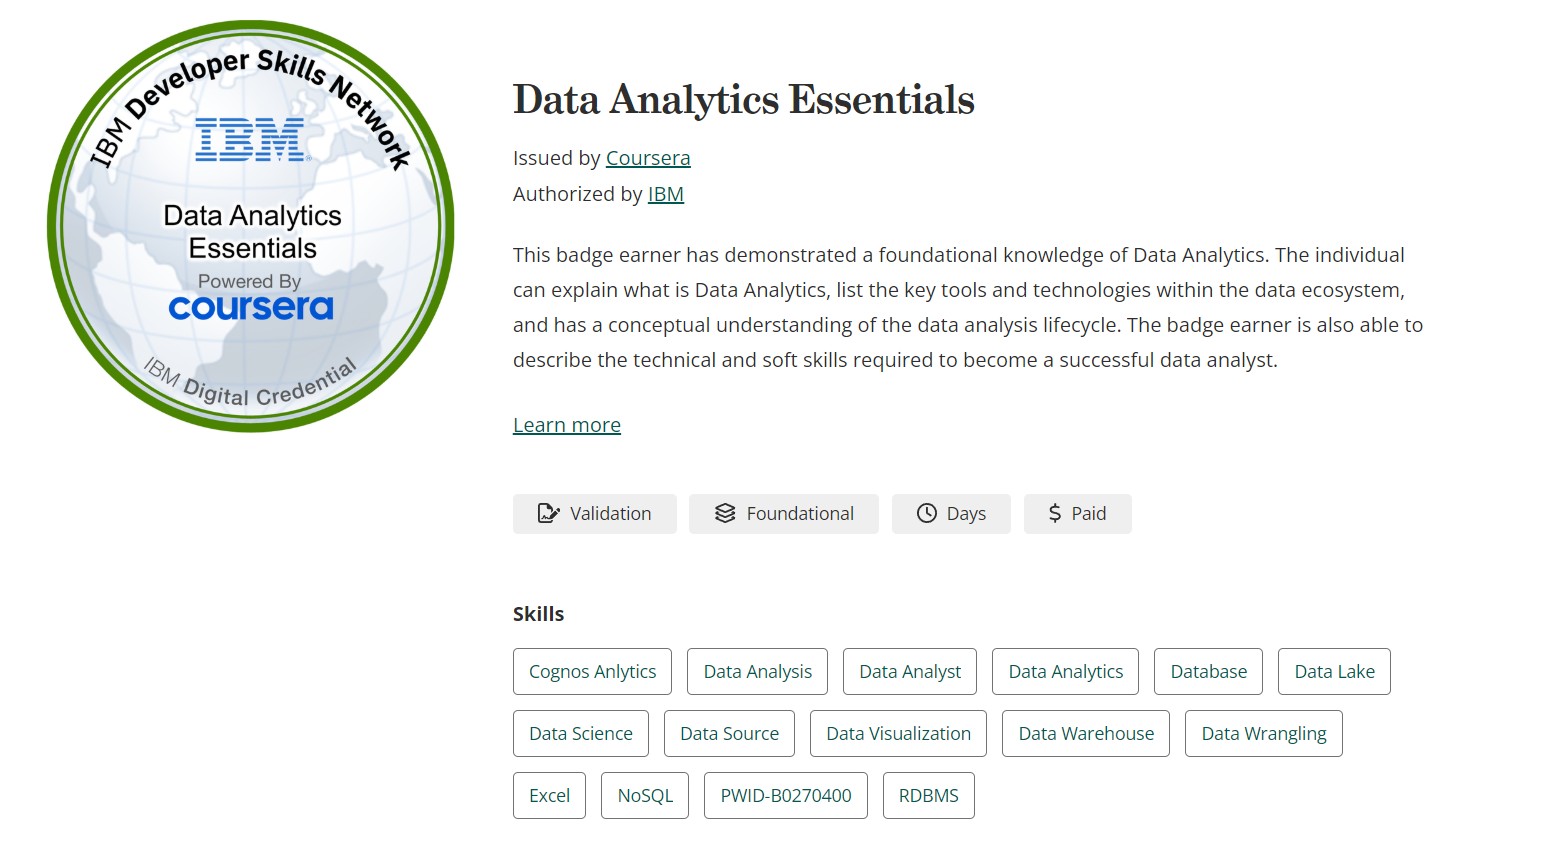 IBM Developer Skills Network
IBM
Data Analytics
Essentials
Powered By
coursera
IBM Digital Credential
Data Analytics Essentials
Issued by Coursera
Authorized by IBM
This badge earner has demonstrated a foundational knowledge of Data Analytics. The individual
can explain what is Data Analytics, list the key tools and technologies within the data ecosystem,
and has a conceptual understanding of the data analysis lifecycle. The badge earner is also able to
describe the technical and soft skills required to become a successful data analyst.
Learn more
Validation Foundational Days $ Paid
Skills
Cognos Anlytics Data Analysis Data Analyst Data Analytics Database Data Lake
Data Science Data Source Data Visualization Data Warehouse Data Wrangling
Excel NoSQL PWID-B0270400 RDBMS